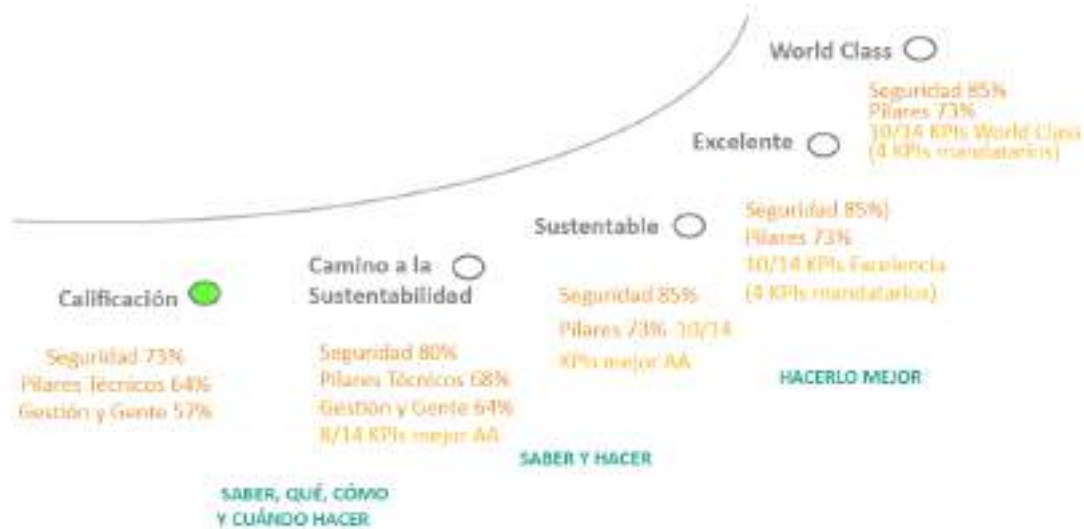 World Class
Seguridad 85%
Pilares 73%
10/14 KPIs World Class
(4 KPIs mandatarios)
Excelente
Seguridad 85%)
Pilares 73%
10/14 KPIs Excelencia
(4 KPIs mandatarios)
Sustentable
Seguridad 85%
Pilares 73% 10/14
KPIs mejor AA
HACERLO MEJOR
Camino a la
Sustentabilidad
Seguridad 80%
Pilares Técnicos 68%
Gestión y Gente 64%
8/14 KPIs mejor AA
SABER Y HACER
Calificación
Seguridad 73%
Pilares Técnicos 64%
Gestión y Gente 57%
SABER, QUÉ, CÓMO
Y CUÁNDO HACER